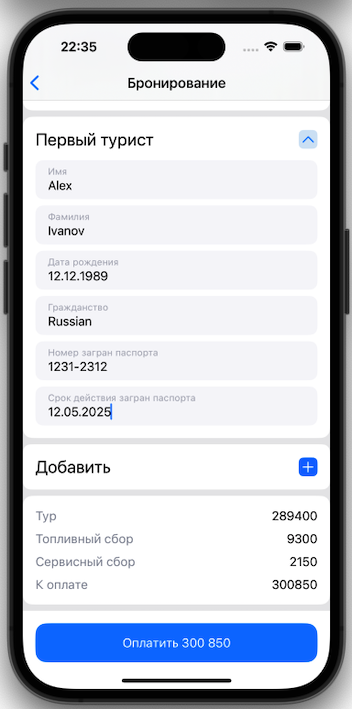 22:35
Бронирование
Первый турист
Имя
Alex
Фамилия
Ivanov
Дата рождения
12.12.1989
Гражданство
Russian
Номер загран паспорта
1231-2312
Срок действия загран паспорта
12.05.2025
Добавить
Тур 289400
Топливный сбор 9300
Сервисный сбор 2150
К оплате 300850
Оплатить 300 850